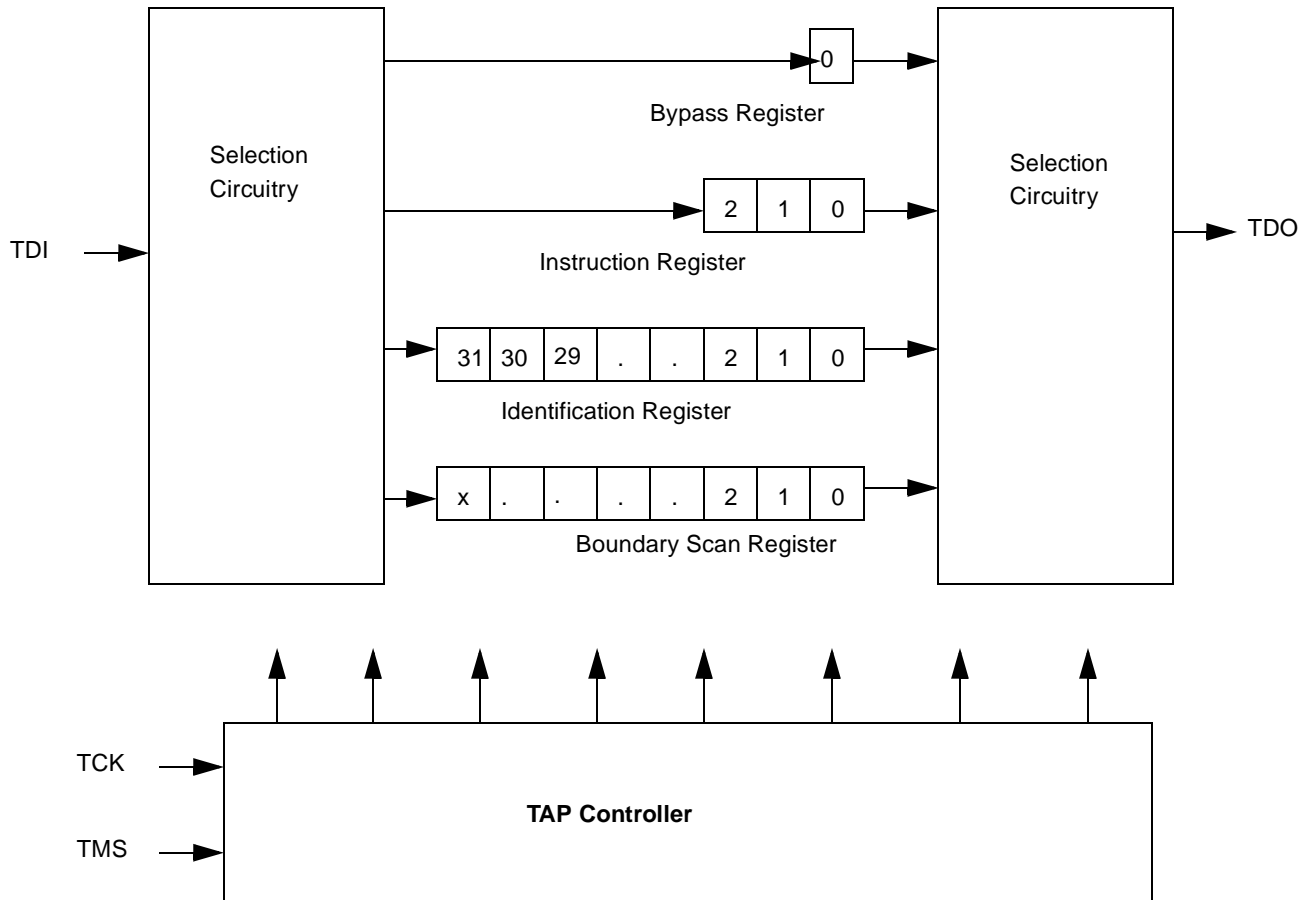 0
Bypass Register
Selection
Circuitry
Selection
Circuitry
2 1 0
TDI
TDO
Instruction Register
31 30 29 . . 2 1 0
Identification Register
x . . . . 2 1 0
Boundary Scan Register
TCK
TAP Controller
TMS